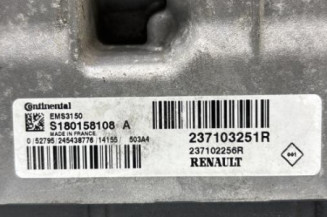 Continental
EMS3150
S180158108 A
MADE IN FRANCE
0 52795 245438776 14155 503A4
237103251R
237102256R
RENAULT